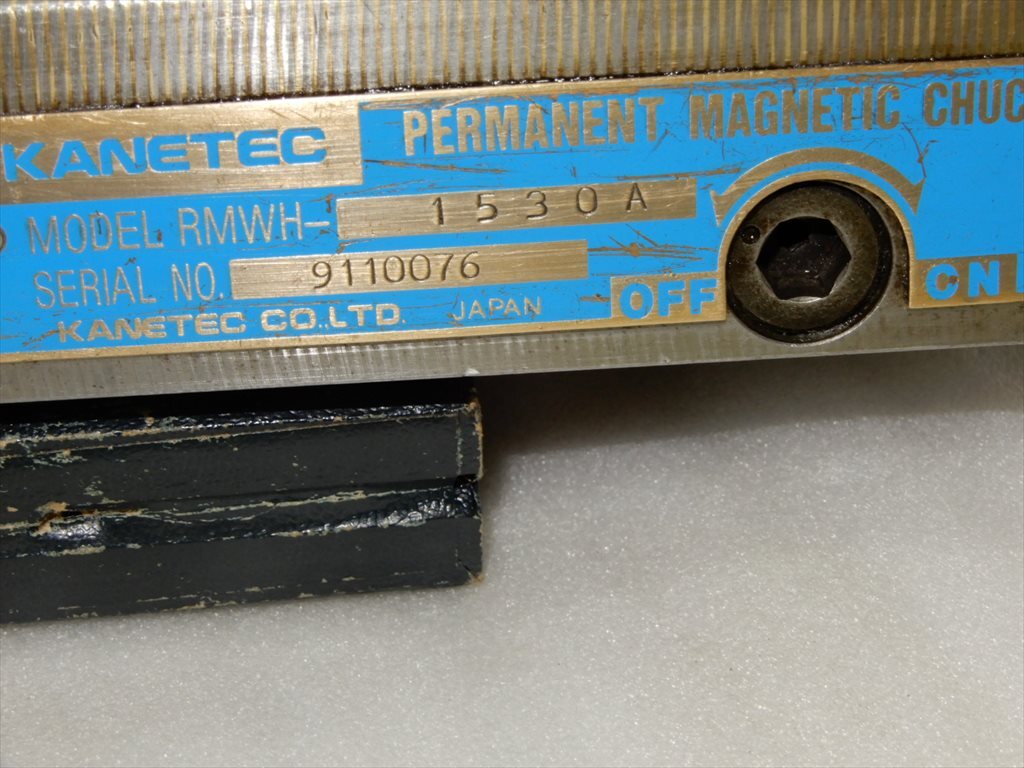 KANETEC
PERMANENT MAGNETIC CHUC
MODEL RMWH-1530A
SERIAL NO. 9110076
KANETEC CO.,LTD. JAPAN
OFF
ON